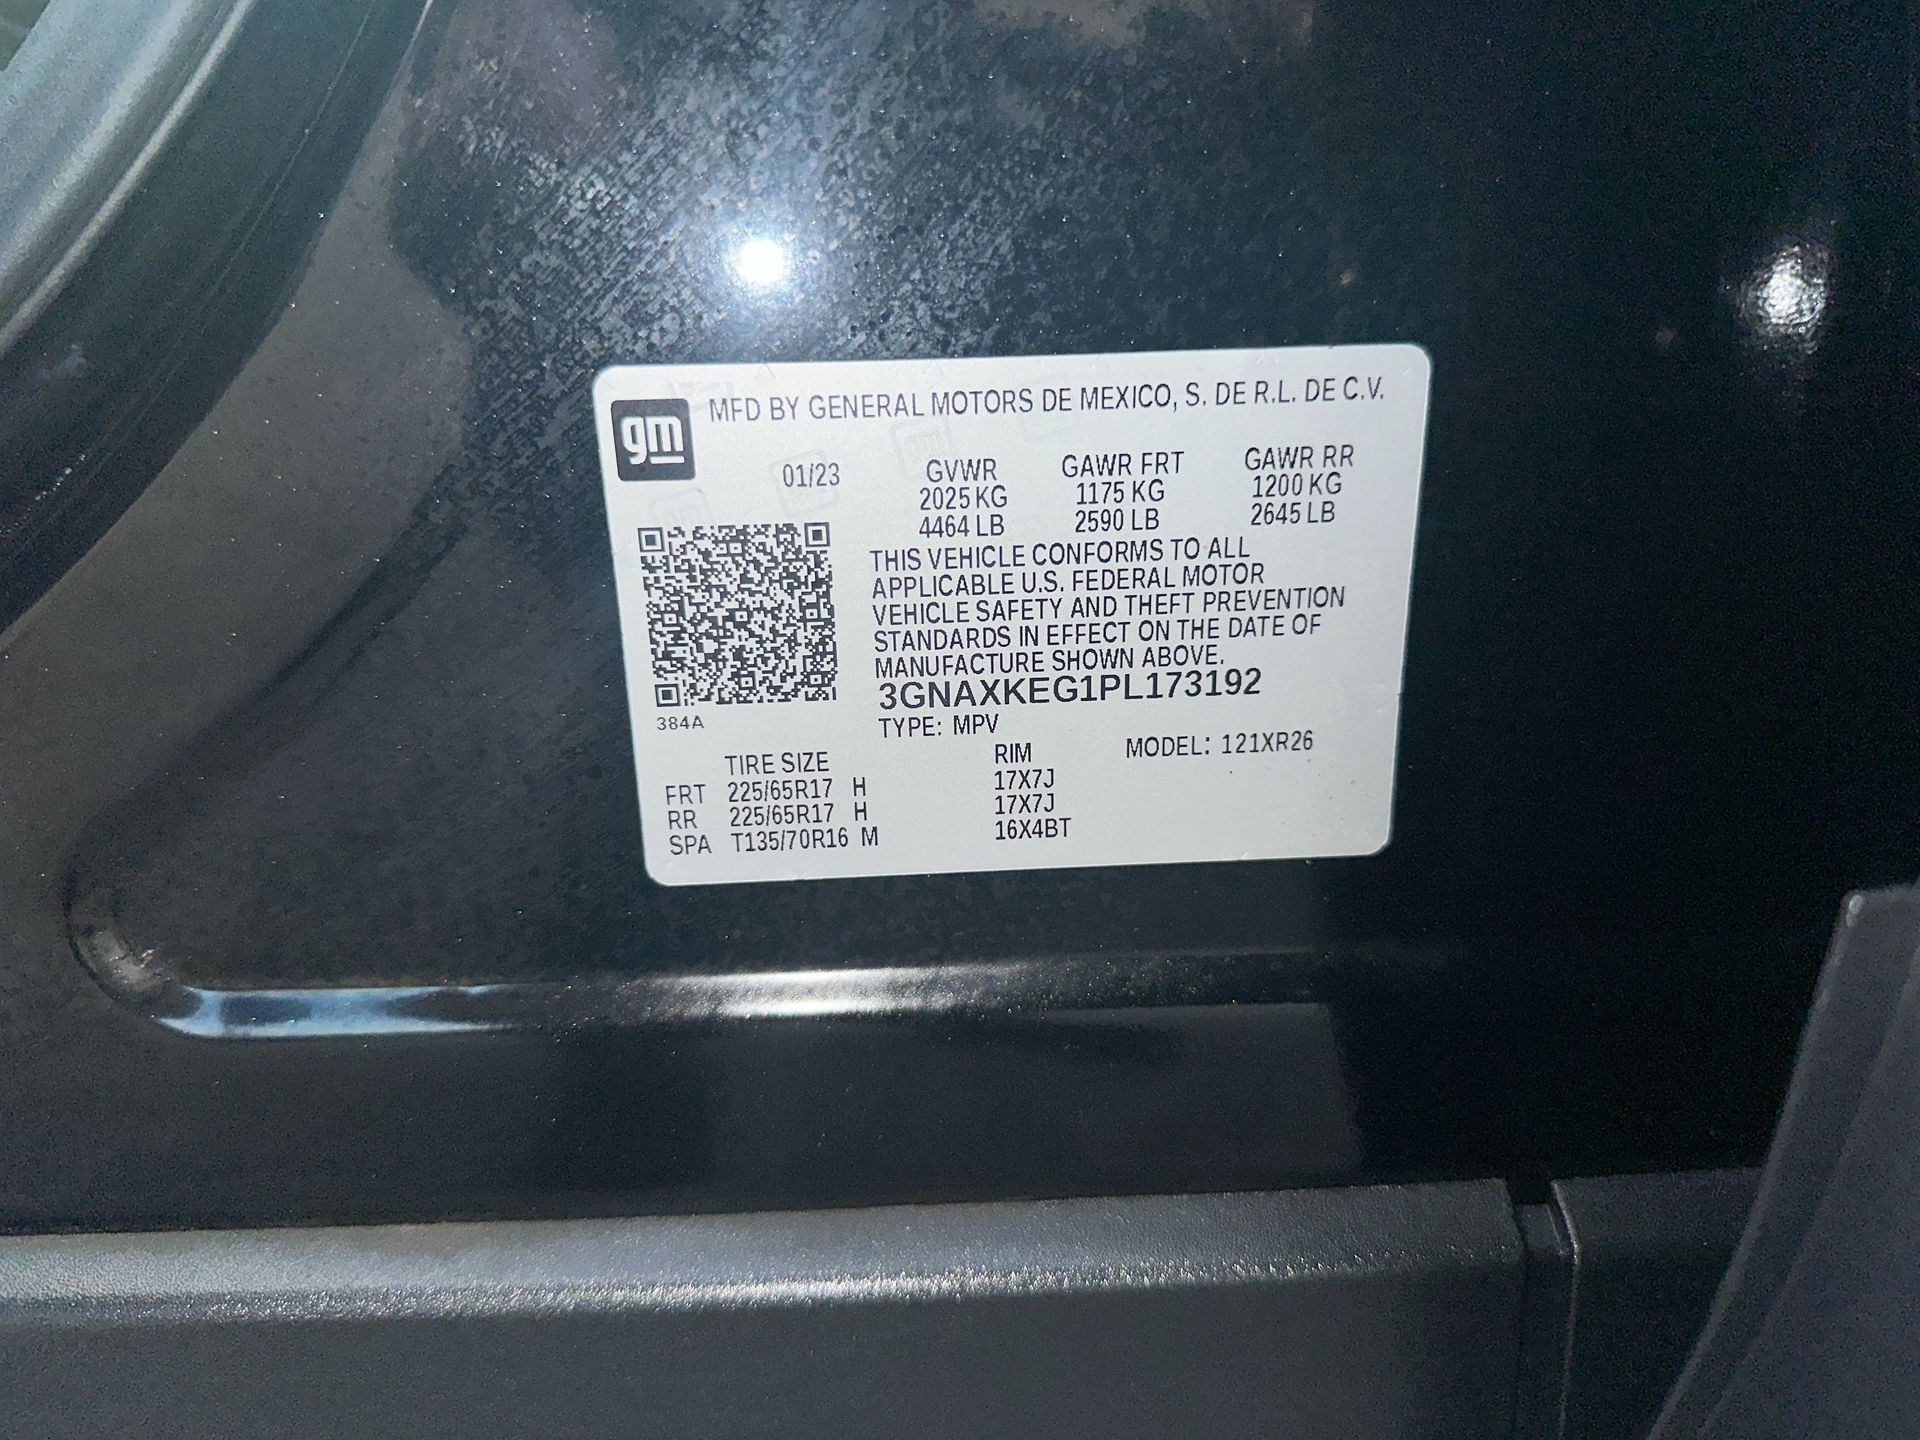 gm
MFD BY GENERAL MOTORS DE MEXICO, S. DE R.L. DE C.V.
01/23 GVWR GAWR FRT GAWR RR
2025 KG 1175 KG 1200 KG
4464 LB 2590 LB 2645 LB
THIS VEHICLE CONFORMS TO ALL
APPLICABLE U.S. FEDERAL MOTOR
VEHICLE SAFETY AND THEFT PREVENTION
STANDARDS IN EFFECT ON THE DATE OF
MANUFACTURE SHOWN ABOVE.
3GNAXKEG1PL173192
384A
TYPE: MPV
TIRE SIZE RIM MODEL: 121XR26
FRT 225/65R17 H 17X7J
RR 225/65R17 H 17X7J
SPA T135/70R16 M 16X4BT